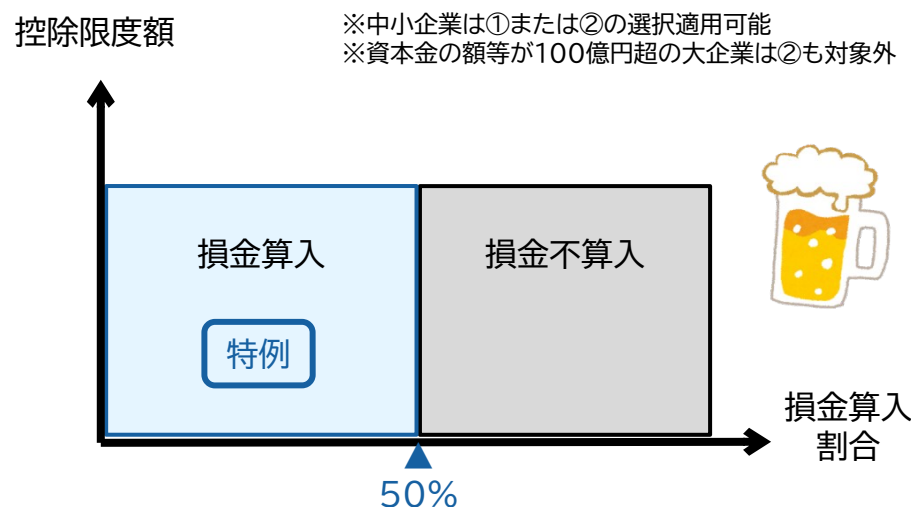 控除限度額
※中小企業は①または②の選択適用可能
※資本金の額等が100億円超の大企業は②も対象外
損金算入
損金不算入
特例
損金算入
割合
50%